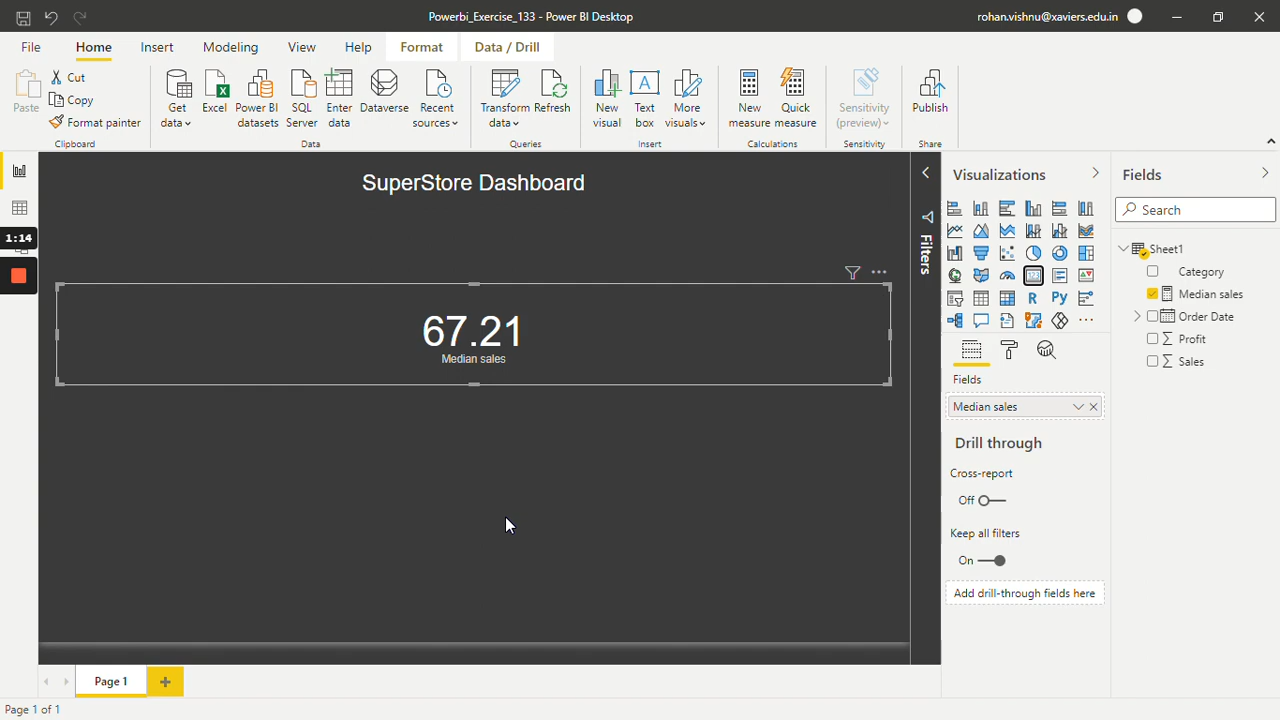 Powerbi_Exercise_133 - Power BI Desktop
rohan.vishnu@xaviers.edu.in
File Home Insert Modeling View Help Format Data / Drill
Paste
Cut
Copy
Format painter
Clipboard
Get data
Excel
Power BI datasets
SQL Server
Enter data
Dataverse
Recent sources
Data
Transform data
Refresh
Queries
New visual
Text box
More visuals
Insert
New measure
Quick measure
Calculations
Sensitivity (preview)
Sensitivity
Publish
Share
1:14
SuperStore Dashboard
67.21
Median sales
Filters
Visualizations
123
R
Py
Fields
Median sales
Drill through
Cross-report
Off
Keep all filters
On
Add drill-through fields here
Fields
Search
Sheet1
Category
Median sales
Order Date
Profit
Sales
Page 1
Page 1 of 1